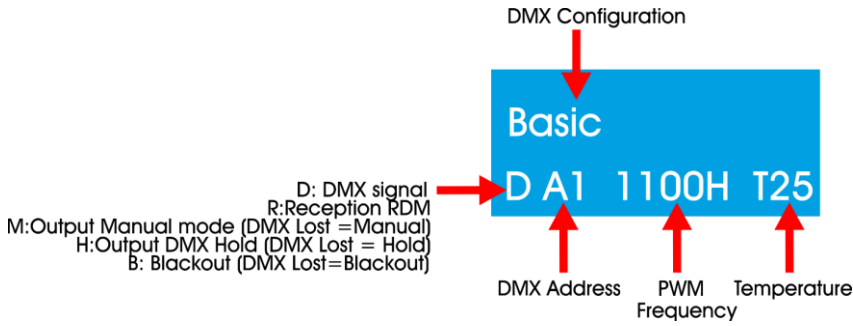 DMX Configuration
Basic
D A1 1100H T25
D: DMX signal
R:Reception RDM
M:Output Manual mode (DMX Lost =Manual)
H:Output DMX Hold (DMX Lost = Hold)
B: Blackout (DMX Lost=Blackout)
DMX Address
PWM
Frequency
Temperature